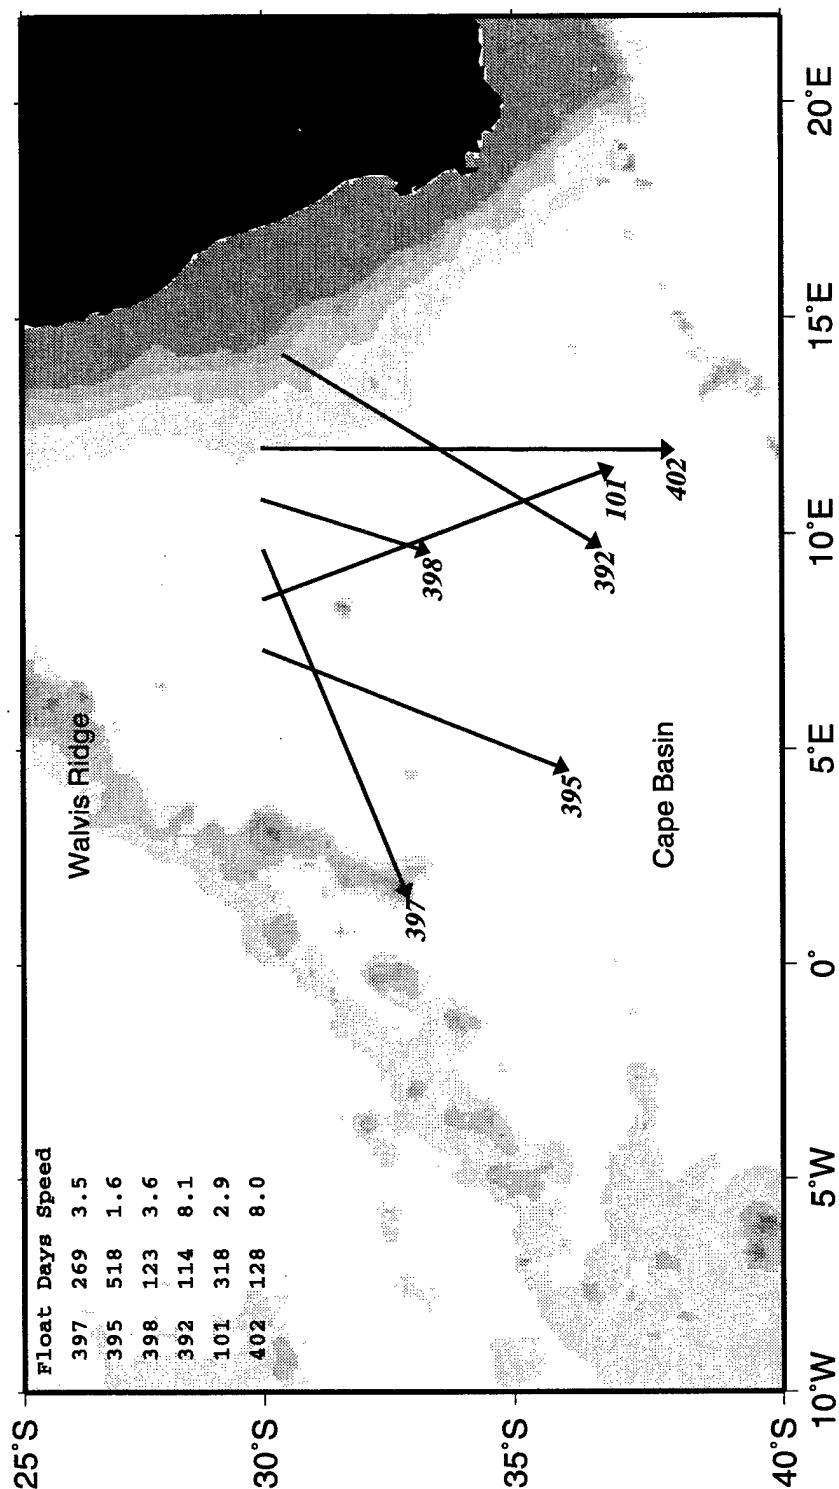 Float Days Speed
397 269 3.5
395 518 1.6
398 123 3.6
392 114 8.1
101 318 2.9
402 128 8.0
Walvis Ridge
Cape Basin
397
395
398
392
101
402
25°S
30°S
35°S
40°S
10°W
5°W
0°
5°E
10°E
15°E
20°E